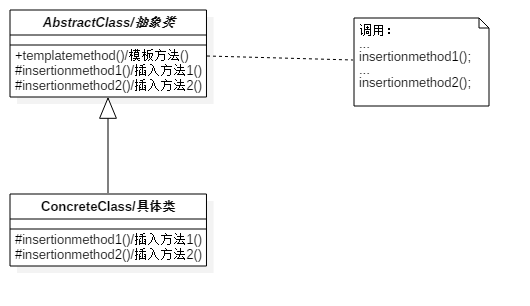 AbstractClass/抽象类
+templatemethod()/模板方法()
#insertionmethod1()/插入方法1()
#insertionmethod2()/插入方法2()
调用：
...
insertionmethod1();
...
insertionmethod2();
ConcreteClass/具体类
#insertionmethod1()/插入方法1()
#insertionmethod2()/插入方法2()